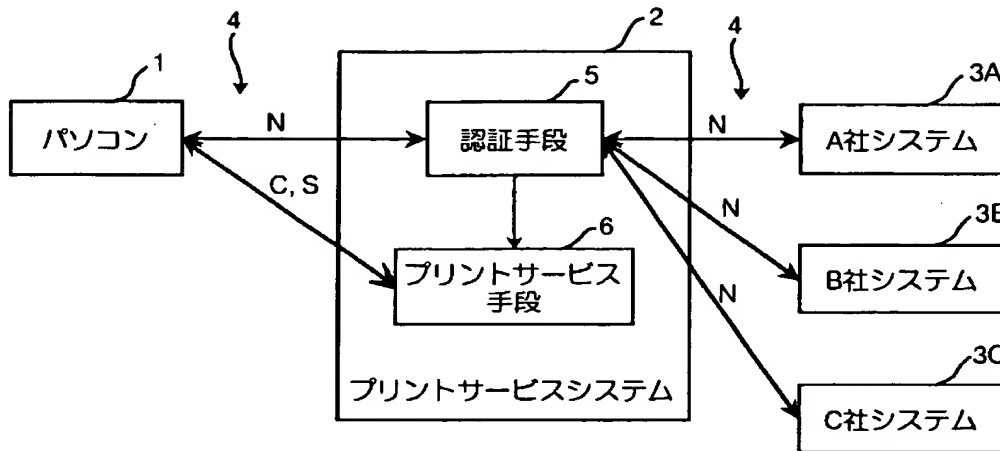 4
2
4
1
5
3A
パソコン
N
認証手段
N
A社システム
C, S
N
3B
6
プリントサービス
手段
B社システム
N
3C
プリントサービスシステム
C社システム